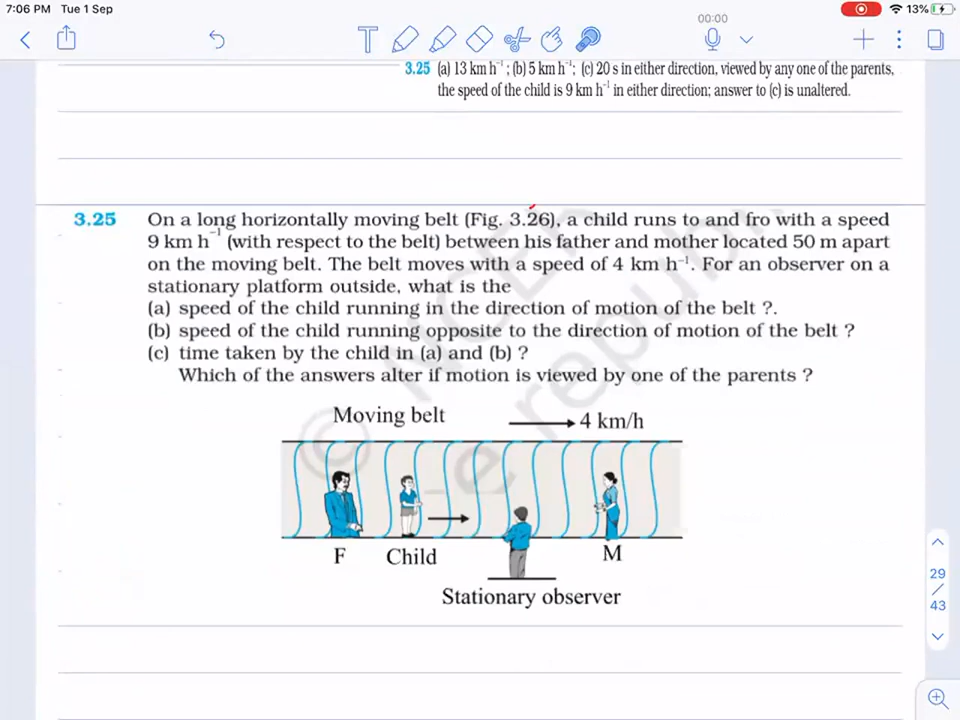 7:06 PM Tue 1 Sep
13%
00:00
3.25 (a) 13 km h⁻¹ ; (b) 5 km h⁻¹; (c) 20 s in either direction, viewed by any one of the parents,
the speed of the child is 9 km h⁻¹ in either direction; answer to (c) is unaltered.
3.25 On a long horizontally moving belt (Fig. 3.26), a child runs to and fro with a speed
9 km h⁻¹ (with respect to the belt) between his father and mother located 50 m apart
on the moving belt. The belt moves with a speed of 4 km h⁻¹. For an observer on a
stationary platform outside, what is the
(a) speed of the child running in the direction of motion of the belt ?.
(b) speed of the child running opposite to the direction of motion of the belt ?
(c) time taken by the child in (a) and (b) ?
Which of the answers alter if motion is viewed by one of the parents ?
Moving belt
4 km/h
F
Child
M
Stationary observer
29
/
43
© NCERT
republi